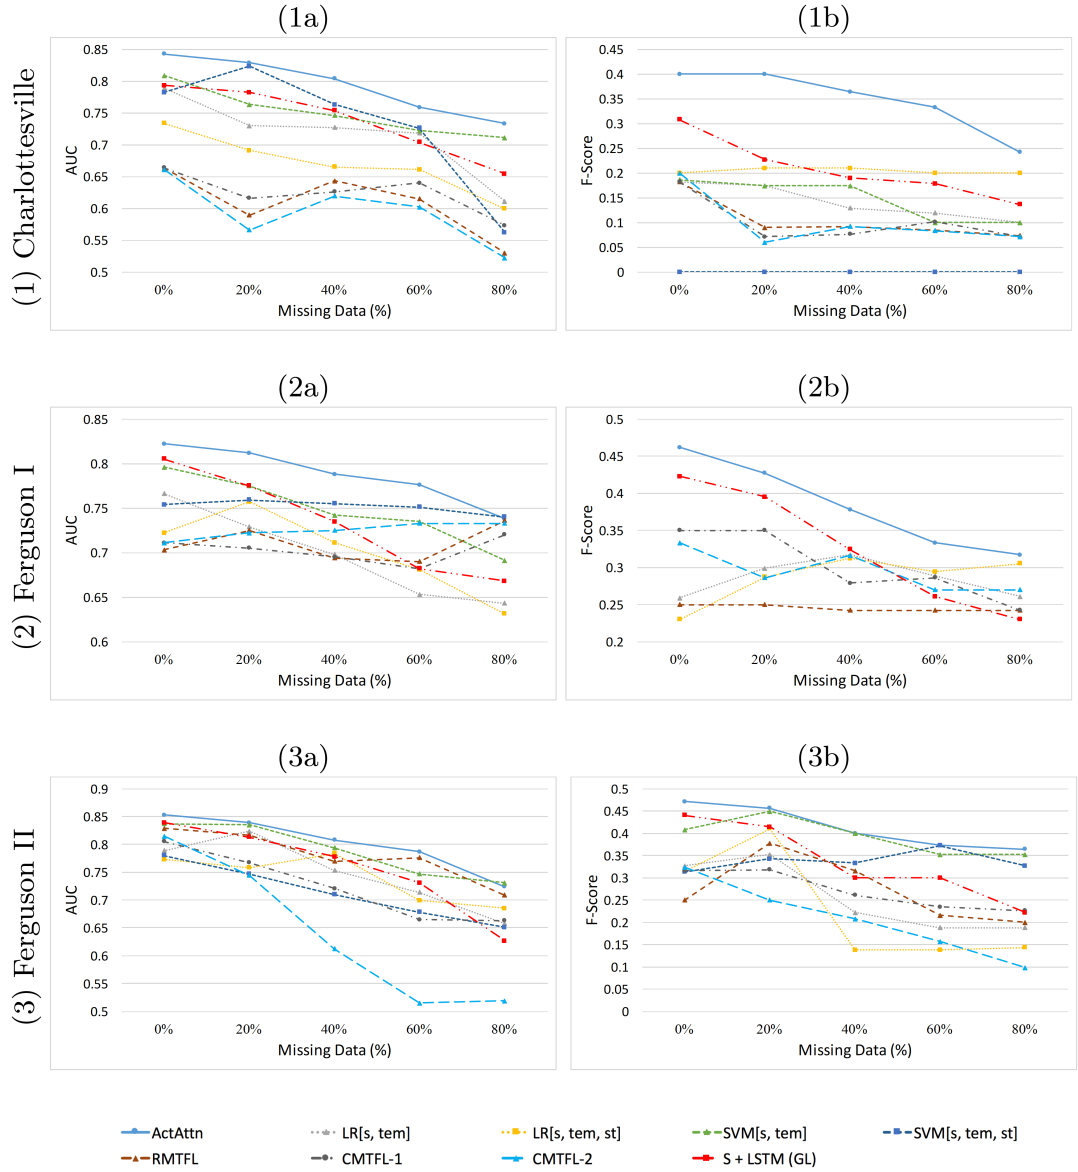 (1a)
(1b)
(1) Charlottesville
AUC
0.85
0.8
0.75
0.7
0.65
0.6
0.55
0.5
0% 20% 40% 60% 80%
Missing Data (%)
F-Score
0.45
0.4
0.35
0.3
0.25
0.2
0.15
0.1
0.05
0
0% 20% 40% 60% 80%
Missing Data (%)
(2a)
(2b)
(2) Ferguson I
AUC
0.85
0.8
0.75
0.7
0.65
0.6
0% 20% 40% 60% 80%
Missing Data (%)
F-Score
0.5
0.45
0.4
0.35
0.3
0.25
0.2
0% 20% 40% 60% 80%
Missing Data (%)
(3a)
(3b)
(3) Ferguson II
AUC
0.9
0.85
0.8
0.75
0.7
0.65
0.6
0.55
0.5
0% 20% 40% 60% 80%
Missing Data (%)
F-Score
0.5
0.45
0.4
0.35
0.3
0.25
0.2
0.15
0.1
0.05
0
0% 20% 40% 60% 80%
Missing Data (%)
ActAttn LR[s, tem] LR[s, tem, st] SVM[s, tem] SVM[s, tem, st]
RMTFL CMTFL-1 CMTFL-2 S + LSTM (GL)